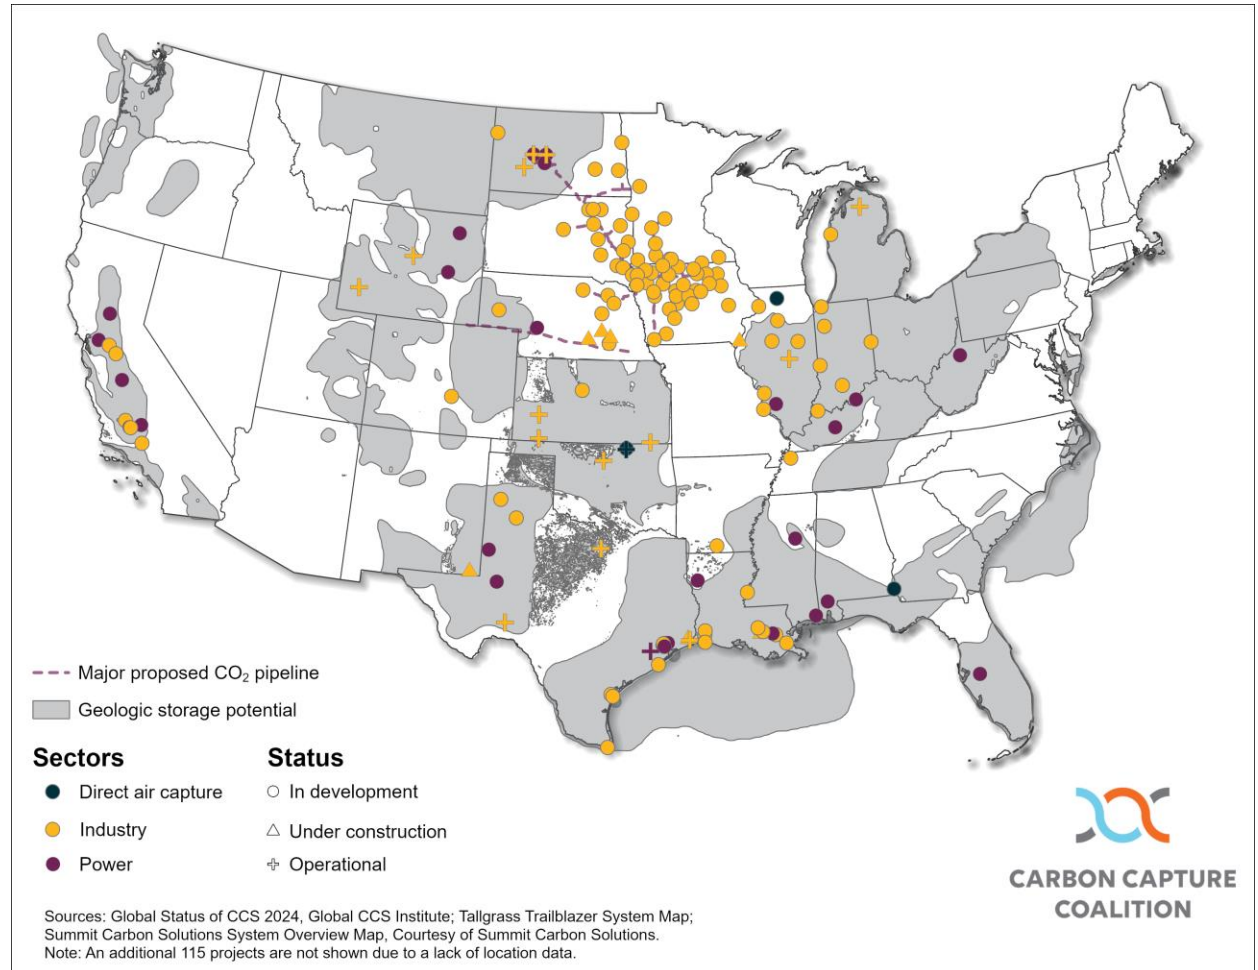 Major proposed CO₂ pipeline
Geologic storage potential
Sectors
Direct air capture
Industry
Power
Status
In development
Under construction
Operational
CARBON CAPTURE
COALITION
Sources: Global Status of CCS 2024, Global CCS Institute; Tallgrass Trailblazer System Map;
Summit Carbon Solutions System Overview Map, Courtesy of Summit Carbon Solutions.
Note: An additional 115 projects are not shown due to a lack of location data.